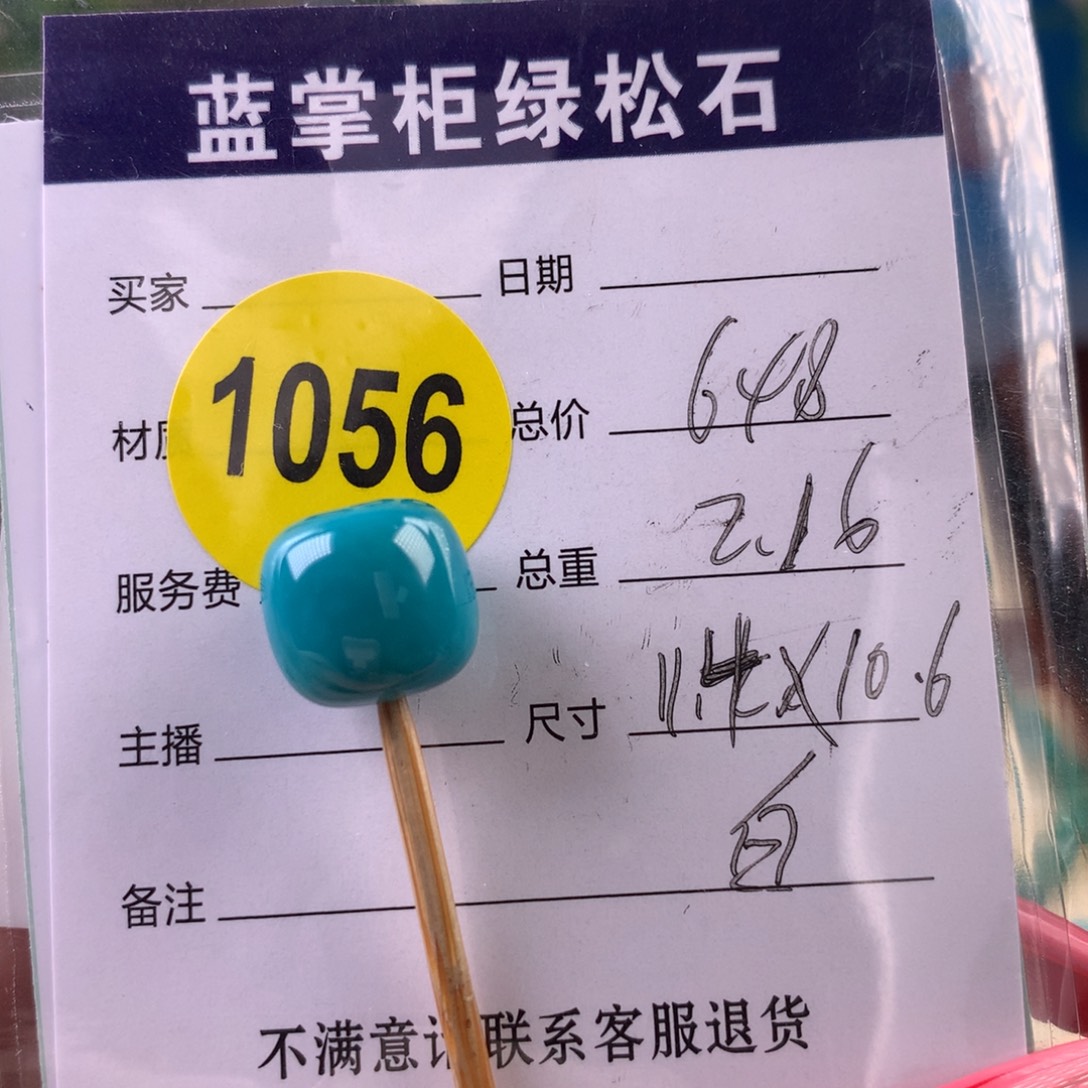 蓝掌柜绿松石
买家 日期
1056
材 总价 648
服务费 总重 2.16
主播 尺寸 11.4X10.6
备注 白
不满意 联系客服退货